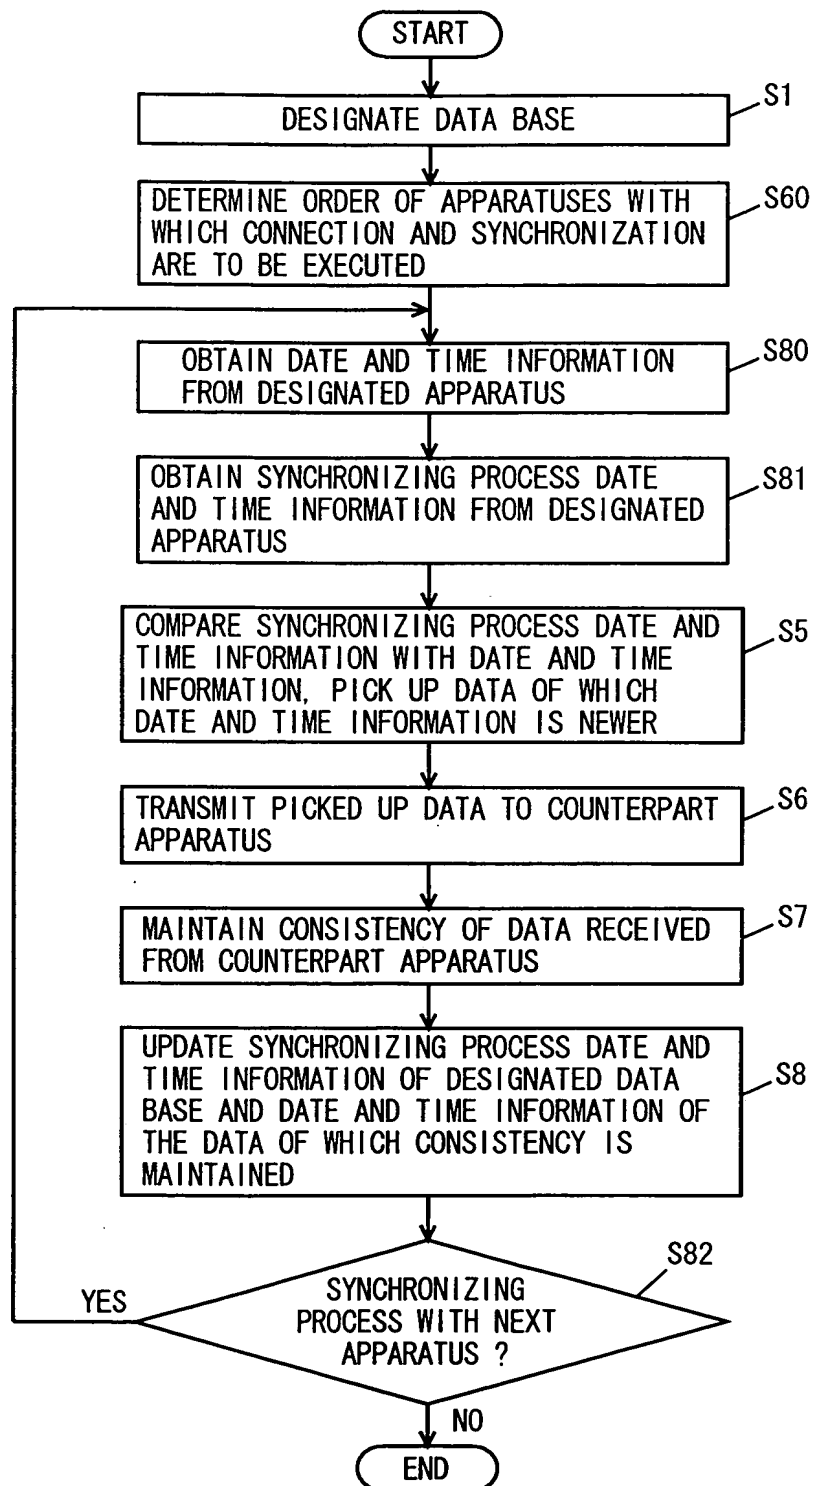 START
DESIGNATE DATA BASE
S1
DETERMINE ORDER OF APPARATUSES WITH
WHICH CONNECTION AND SYNCHRONIZATION
ARE TO BE EXECUTED
S60
OBTAIN DATE AND TIME INFORMATION
FROM DESIGNATED APPARATUS
S80
OBTAIN SYNCHRONIZING PROCESS DATE
AND TIME INFORMATION FROM DESIGNATED
APPARATUS
S81
COMPARE SYNCHRONIZING PROCESS DATE AND
TIME INFORMATION WITH DATE AND TIME
INFORMATION, PICK UP DATA OF WHICH
DATE AND TIME INFORMATION IS NEWER
S5
TRANSMIT PICKED UP DATA TO COUNTERPART
APPARATUS
S6
MAINTAIN CONSISTENCY OF DATA RECEIVED
FROM COUNTERPART APPARATUS
S7
UPDATE SYNCHRONIZING PROCESS DATE AND
TIME INFORMATION OF DESIGNATED DATA
BASE AND DATE AND TIME INFORMATION OF
THE DATA OF WHICH CONSISTENCY IS
MAINTAINED
S8
SYNCHRONIZING
PROCESS WITH NEXT
APPARATUS ?
S82
YES
NO
END